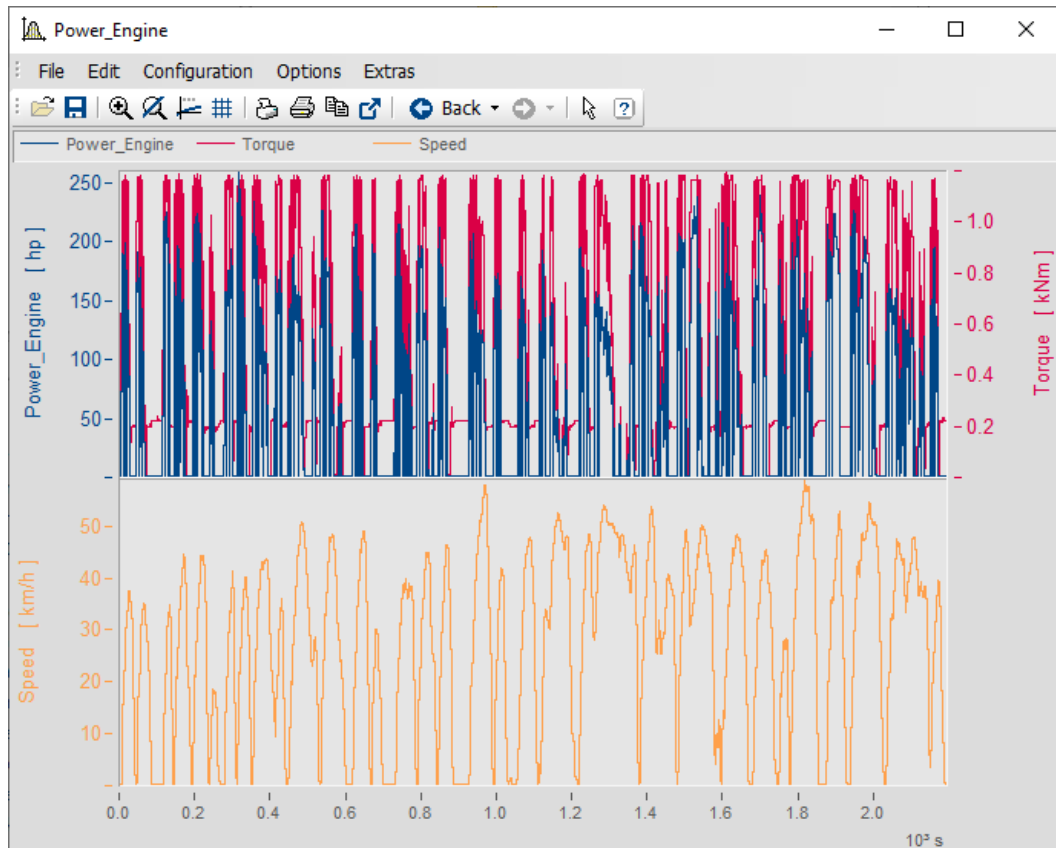 Power_Engine
File Edit Configuration Options Extras
Back
Power_Engine Torque Speed
250
200
150
100
50
Power_Engine [ hp ]
1.0
0.8
0.6
0.4
0.2
Torque [ kNm ]
50
40
30
20
10
Speed [ km/h ]
0.0 0.2 0.4 0.6 0.8 1.0 1.2 1.4 1.6 1.8 2.0
10³ s